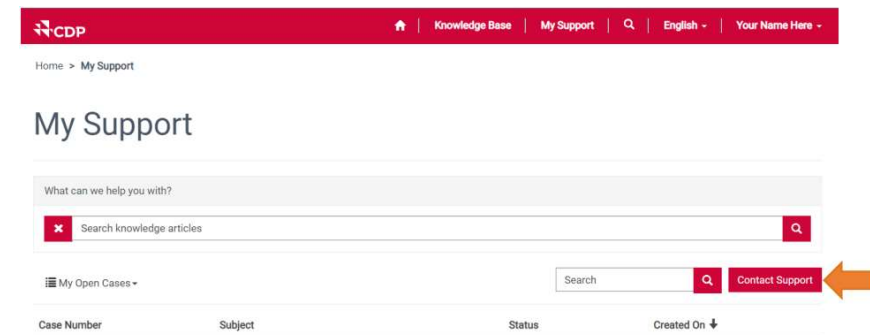 CDP
Knowledge Base | My Support | English | Your Name Here
Home > My Support
My Support
What can we help you with?
Search knowledge articles
My Open Cases
Search
Contact Support
Case Number Subject Status Created On